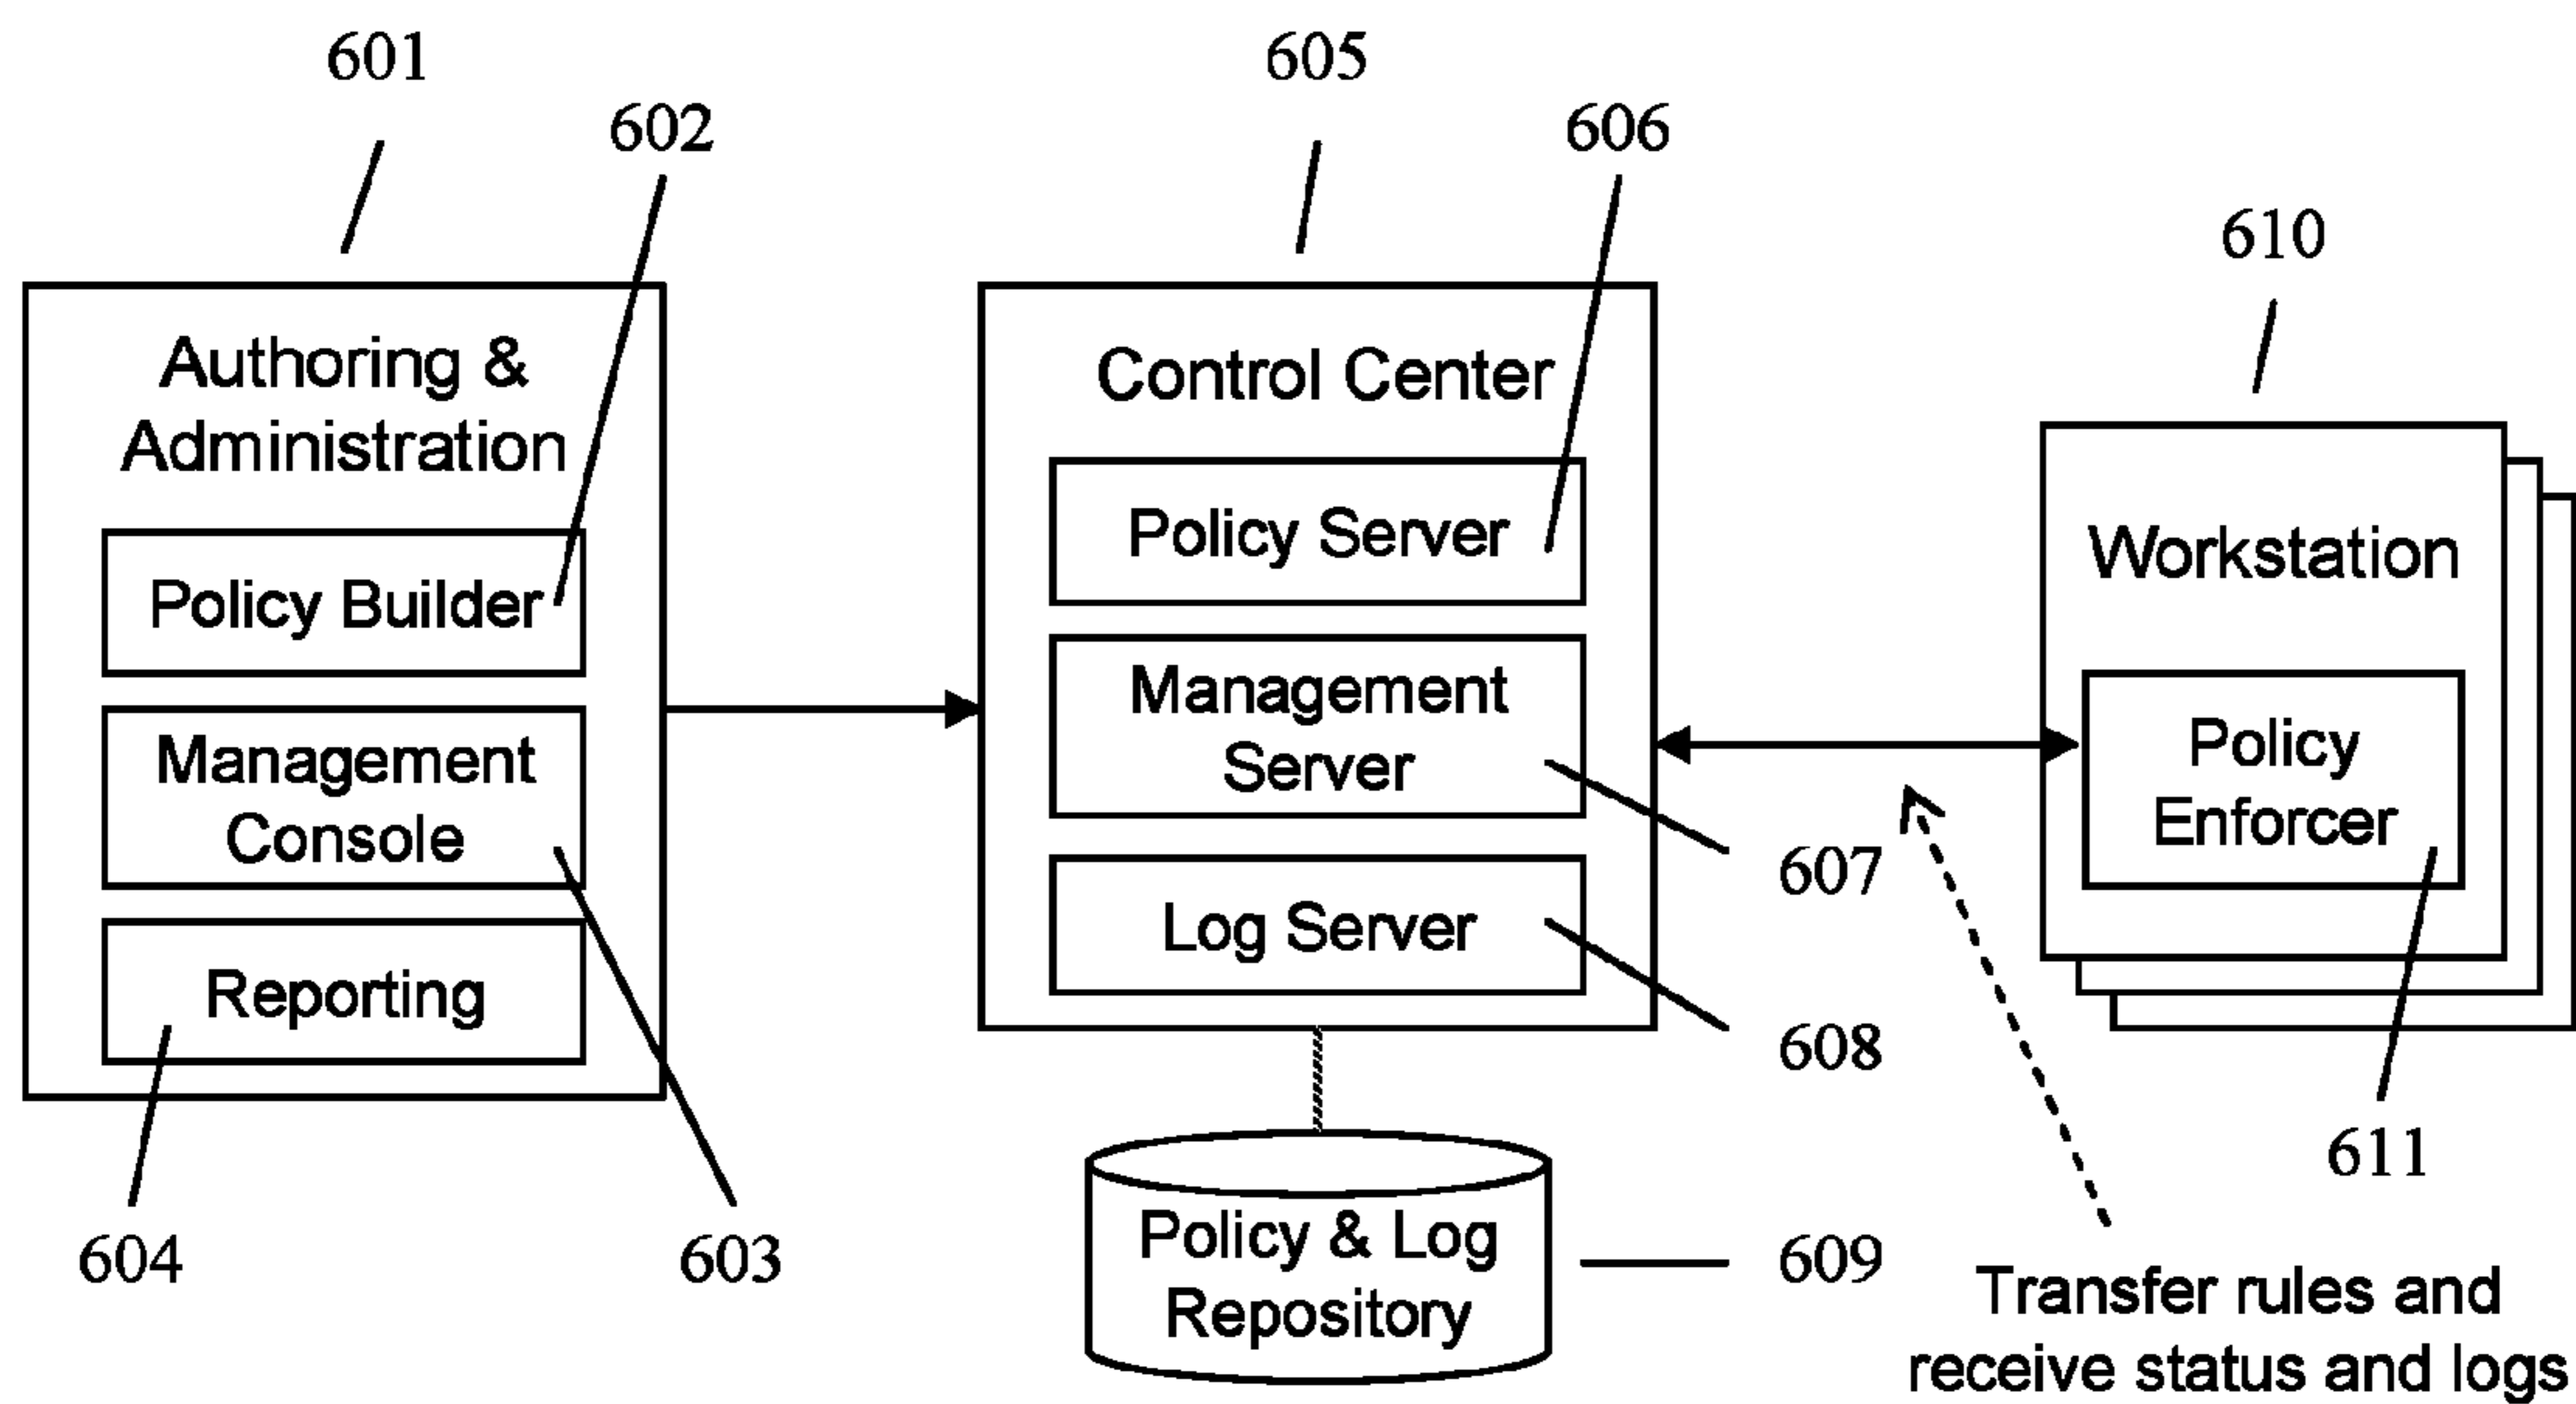 601
602
Authoring &
Administration
Policy Builder
Management
Console
Reporting
604
603
605
606
Control Center
Policy Server
Management
Server
Log Server
607
608
Policy & Log
Repository
609
610
Workstation
Policy
Enforcer
611
Transfer rules and
receive status and logs